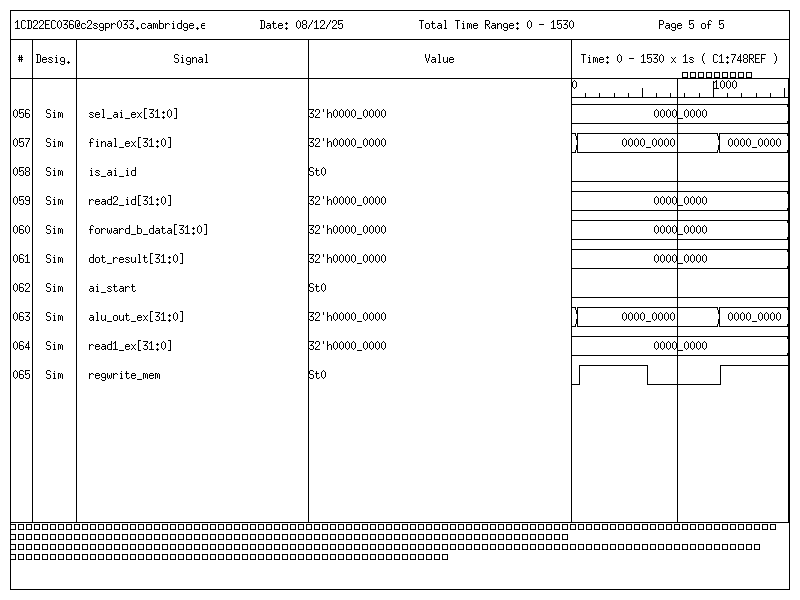 1CD22EC036@c2sgpr033.cambridge.e Date: 08/12/25 Total Time Range: 0 - 1530 Page 5 of 5
# Desig. Signal Value Time: 0 - 1530 x 1s ( C1:748REF )
0 1000
056 Sim sel_ai_ex[31:0] 32'h0000_0000 0000_0000
057 Sim final_ex[31:0] 32'h0000_0000 0000_0000 0000_0000
058 Sim is_ai_id St0
059 Sim read2_id[31:0] 32'h0000_0000 0000_0000
060 Sim forward_b_data[31:0] 32'h0000_0000 0000_0000
061 Sim dot_result[31:0] 32'h0000_0000 0000_0000
062 Sim ai_start St0
063 Sim alu_out_ex[31:0] 32'h0000_0000 0000_0000 0000_0000
064 Sim read1_ex[31:0] 32'h0000_0000 0000_0000
065 Sim regwrite_mem St0